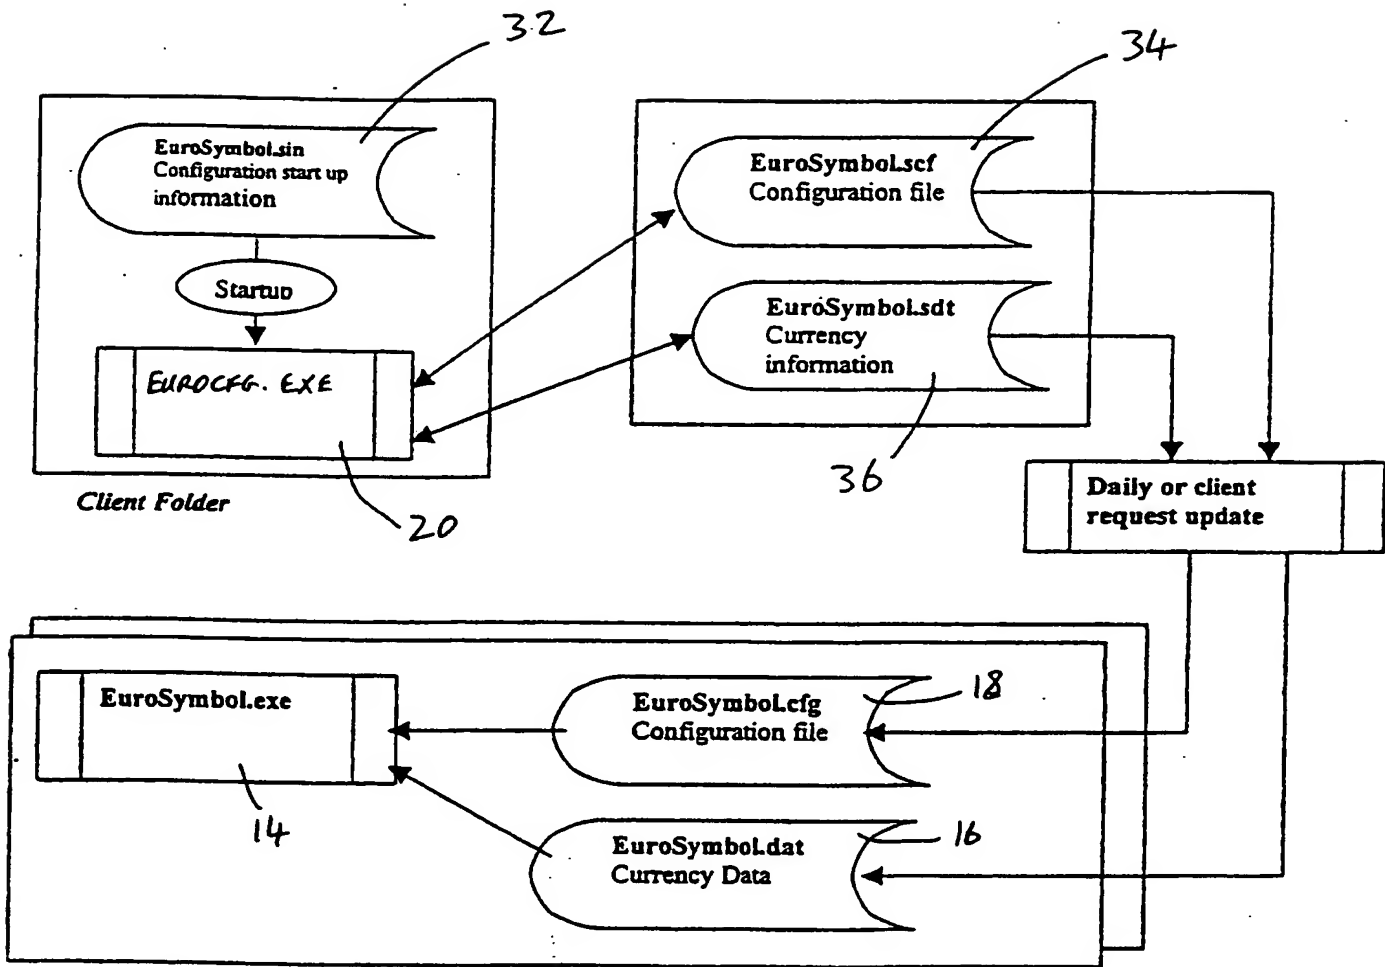 32
34
EuroSymbol.sin
Configuration start up
information
Startup
EUROCFG. EXE
20
Client Folder
EuroSymbol.scf
Configuration file
EuroSymbol.sdt
Currency
information
36
Daily or client
request update
EuroSymbol.exe
14
EuroSymbol.cfg
Configuration file
18
EuroSymbol.dat
Currency Data
16